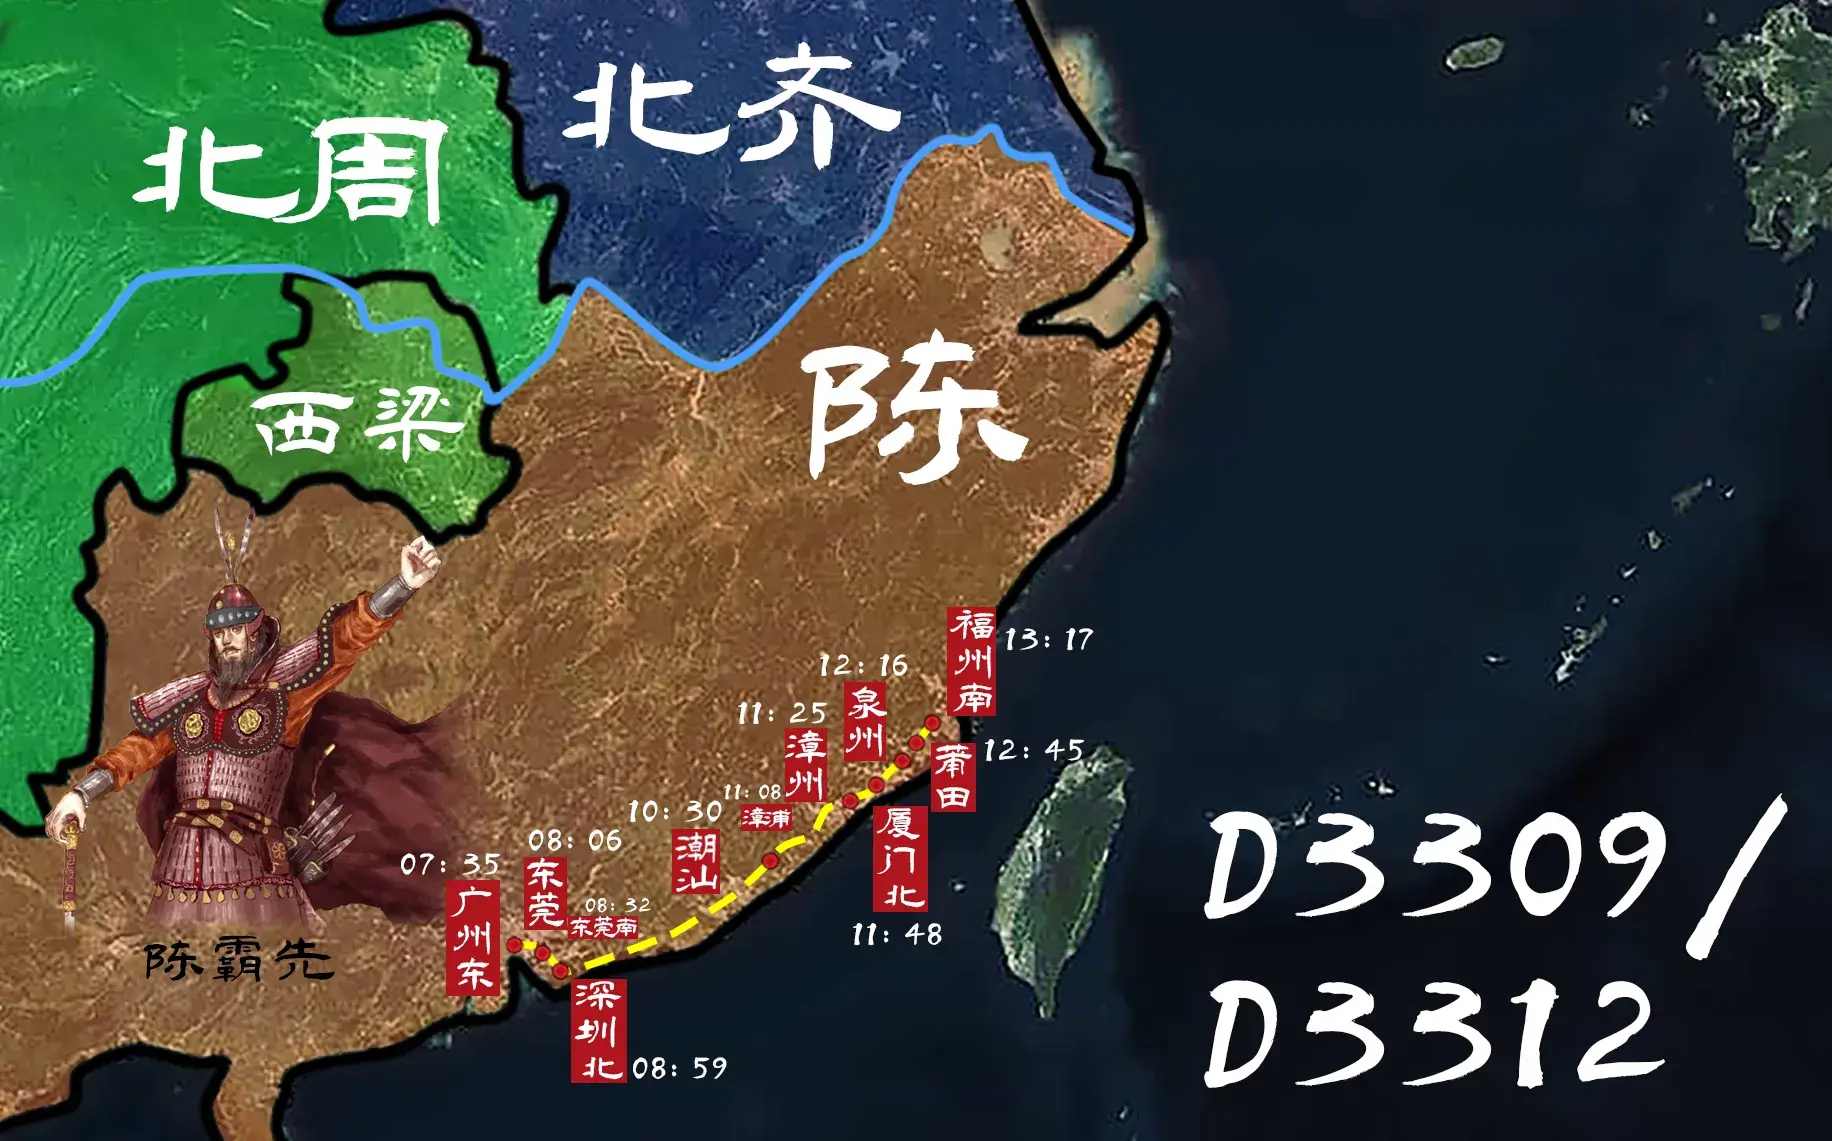 北齐
北周
陈
西梁
福州南
13：17
12：16
泉州
11：25
漳州
莆田
12：45
11：08
漳浦
10：30
潮汕
厦门北
11：48
08：06
东莞
07：35
广州东
08：32
东莞南
深圳北
08：59
陈霸先
D3309/
D3312